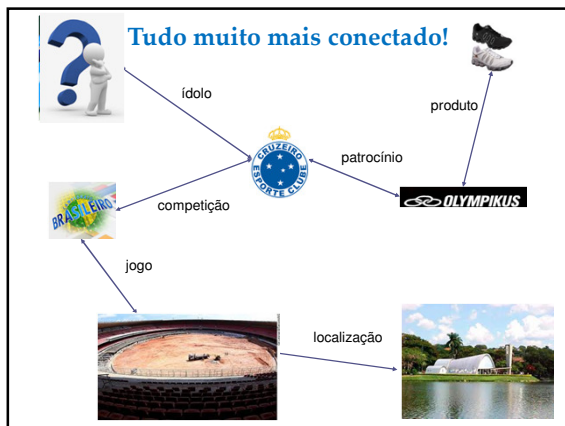 Tudo muito mais conectado!
ídolo
produto
CRUZEIRO
ESPORTE CLUBE
patrocínio
OLYMPIKUS
competição
BRASILEIRO
jogo
localização